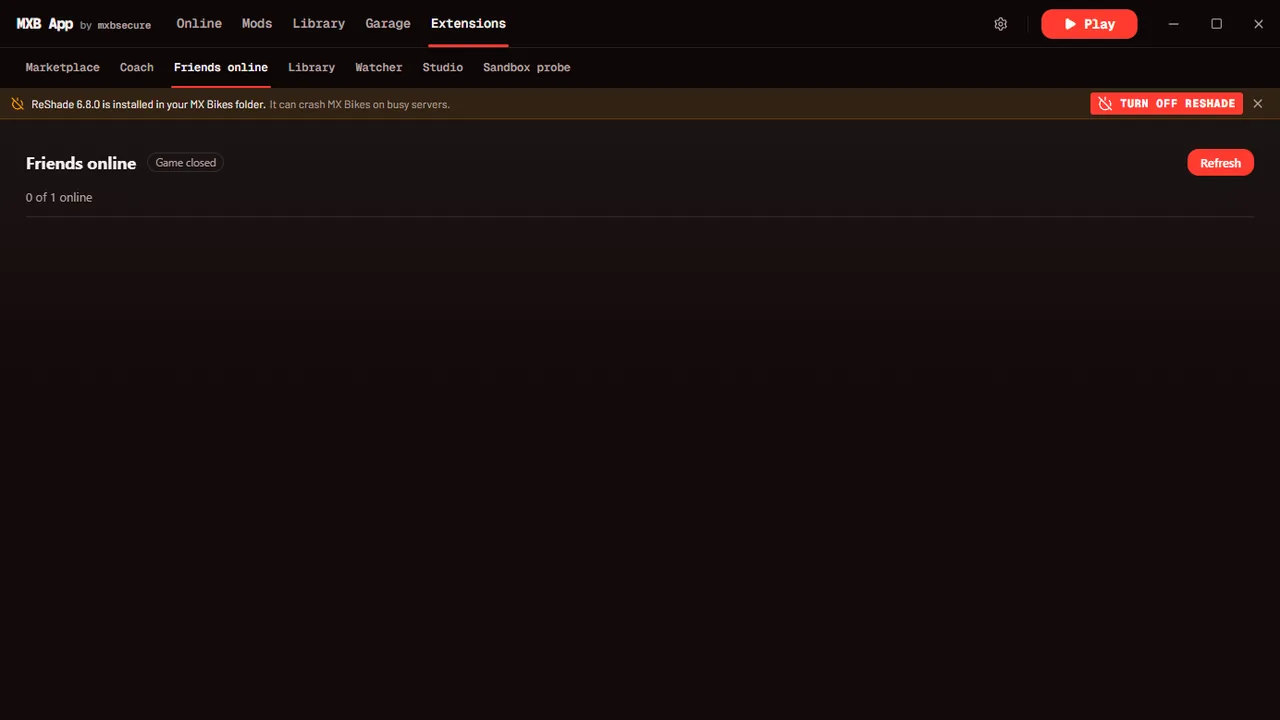 MXB App by mxbsecure Online Mods Library Garage Extensions Play
Marketplace Coach Friends online Library Watcher Studio Sandbox probe
ReShade 6.8.0 is installed in your MX Bikes folder. It can crash MX Bikes on busy servers. TURN OFF RESHADE
Friends online Game closed Refresh
0 of 1 online